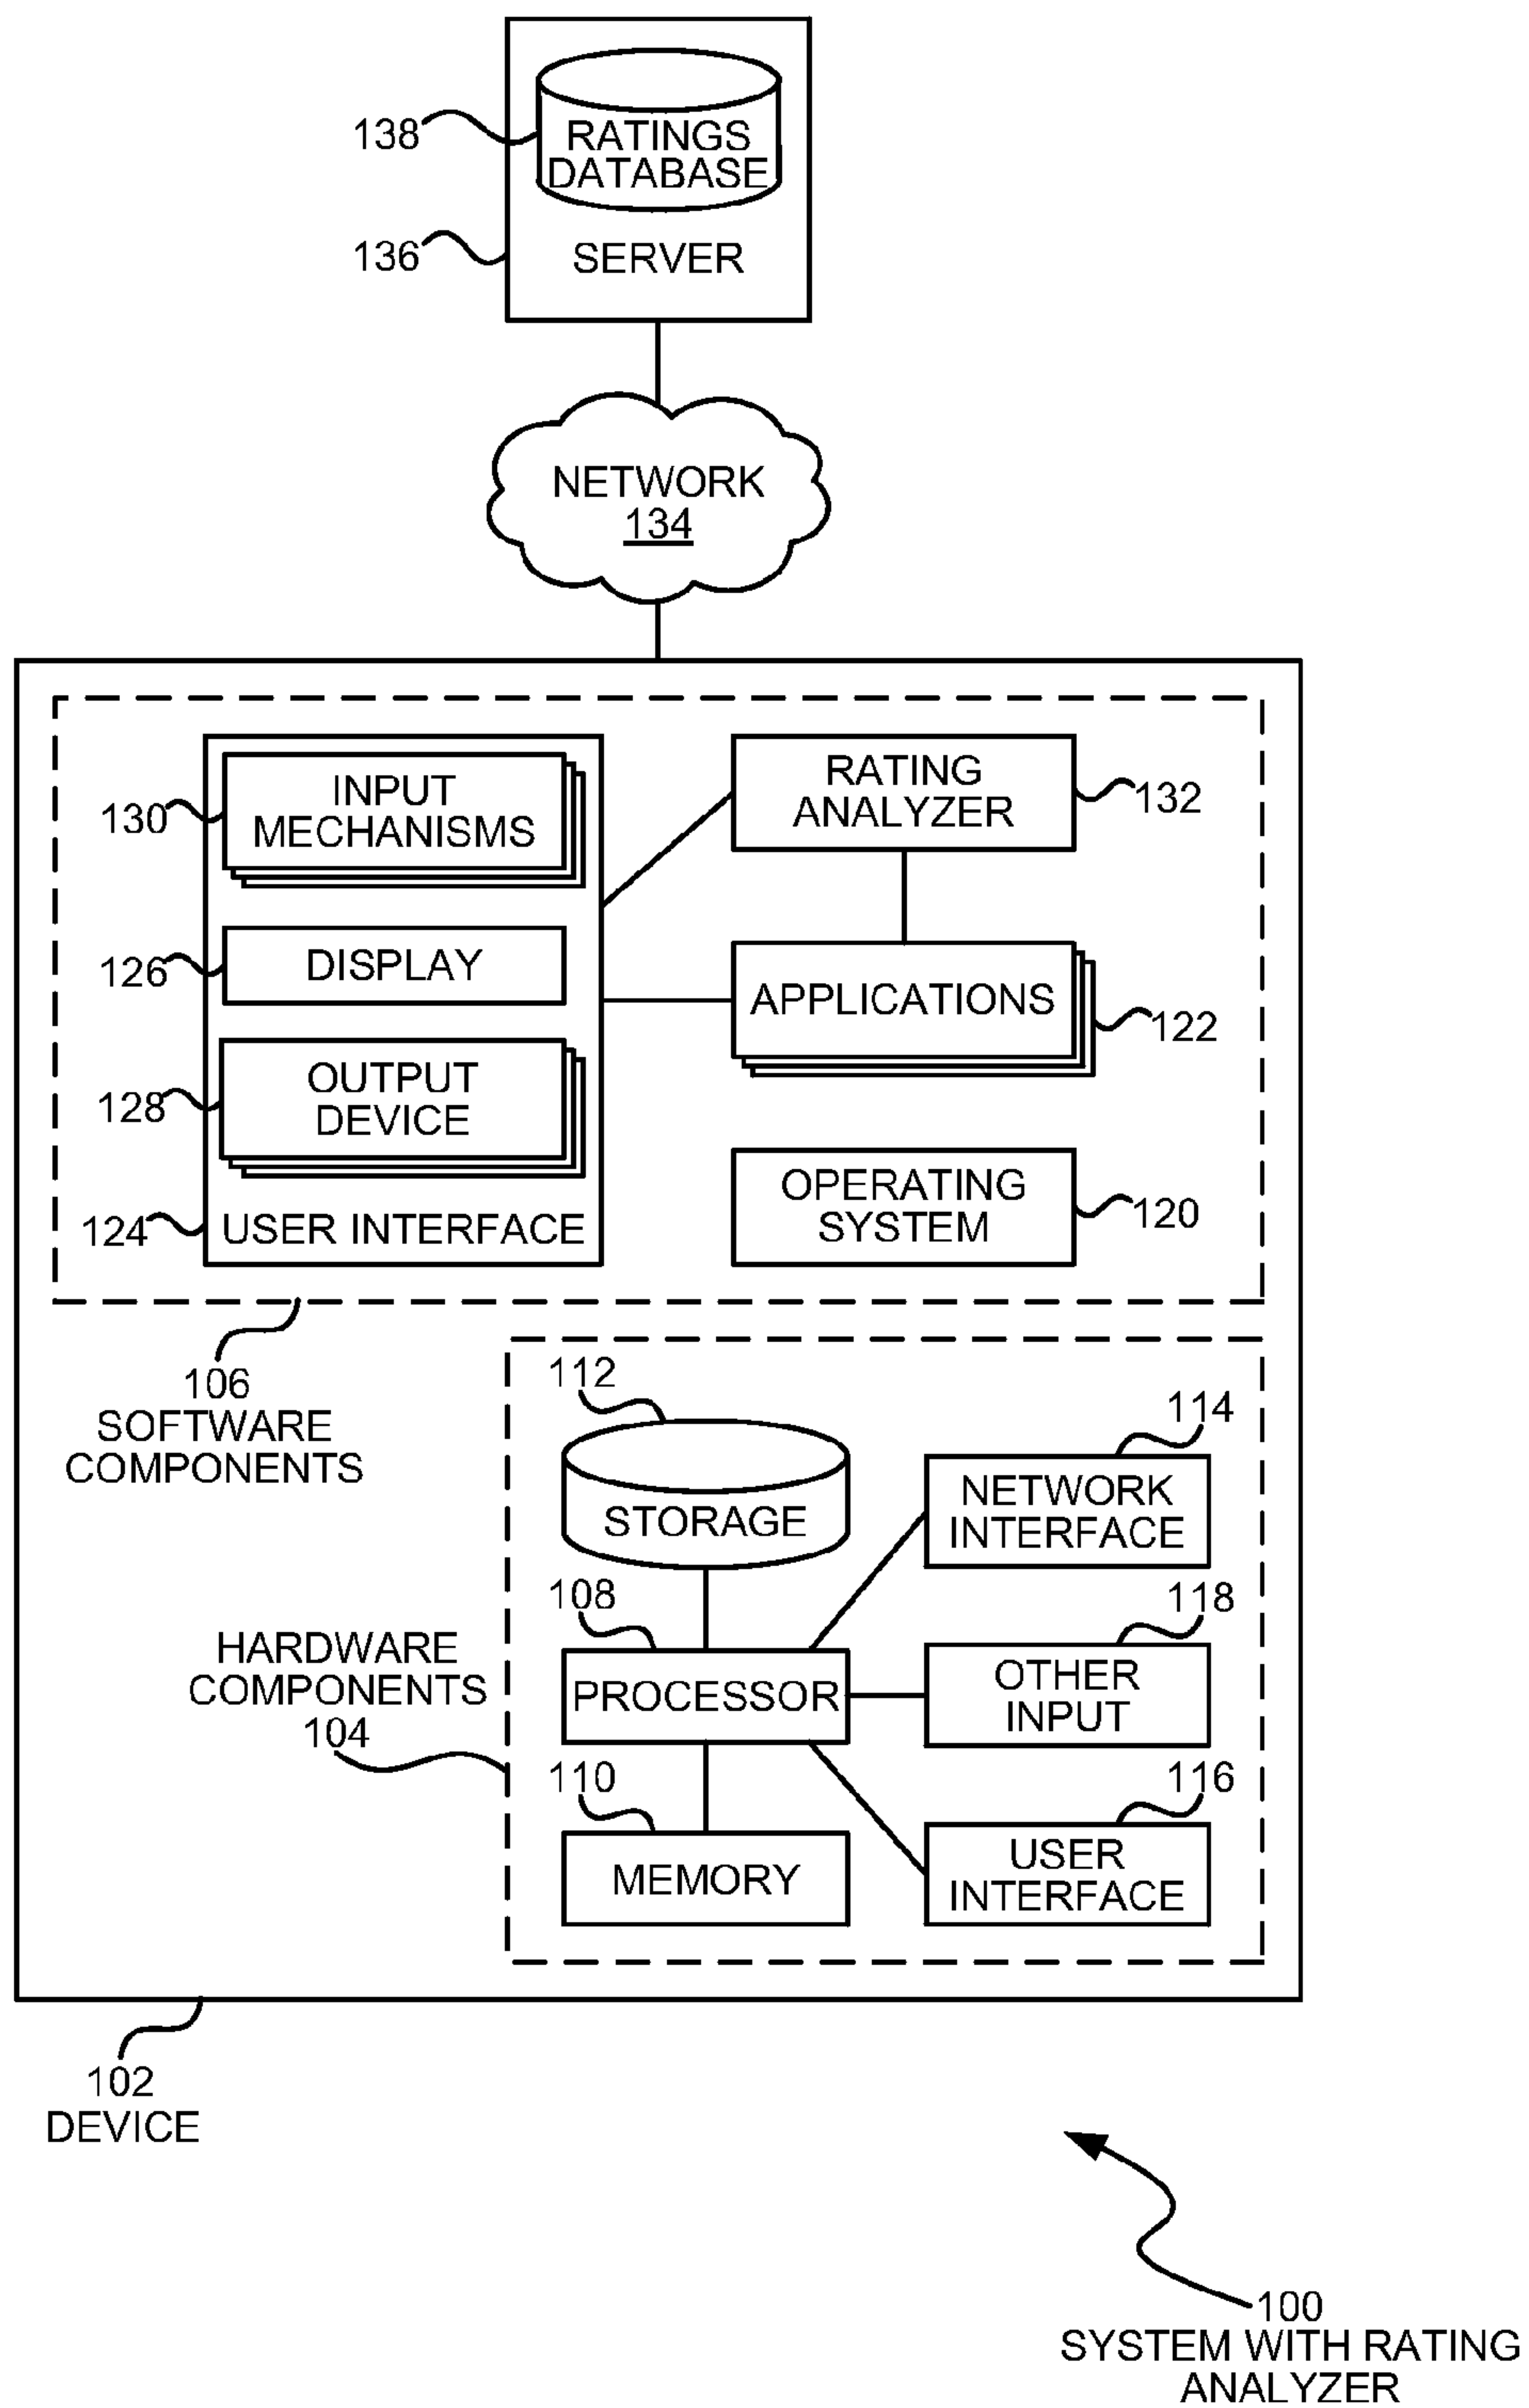 138
RATINGS
DATABASE
136
SERVER
NETWORK
134
130
INPUT
MECHANISMS
RATING
ANALYZER
132
126
DISPLAY
APPLICATIONS
122
128
OUTPUT
DEVICE
124
USER INTERFACE
OPERATING
SYSTEM
120
106
SOFTWARE
COMPONENTS
112
STORAGE
114
NETWORK
INTERFACE
HARDWARE
COMPONENTS
104
108
PROCESSOR
118
OTHER
INPUT
110
MEMORY
116
USER
INTERFACE
102
DEVICE
100
SYSTEM WITH RATING
ANALYZER